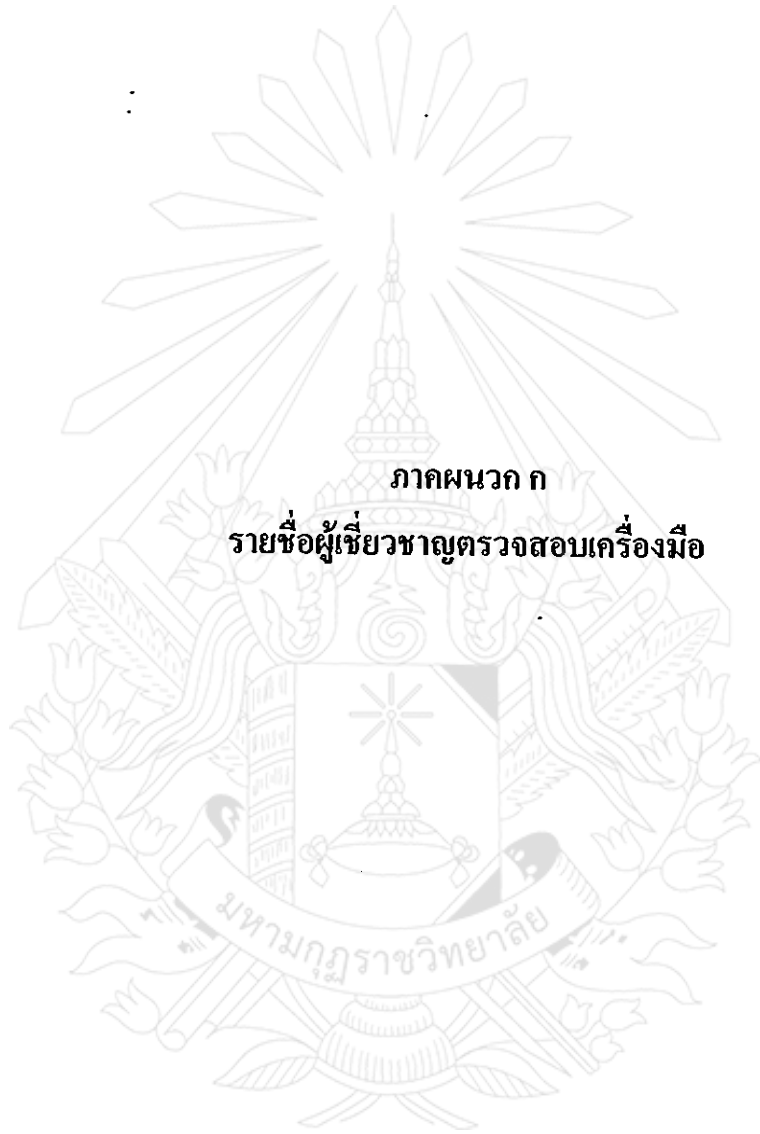 ภาคผนวก ก
รายชื่อผู้เชี่ยวชาญตรวจสอบเครื่องมือ
มหามกุฏราชวิทยาลัย